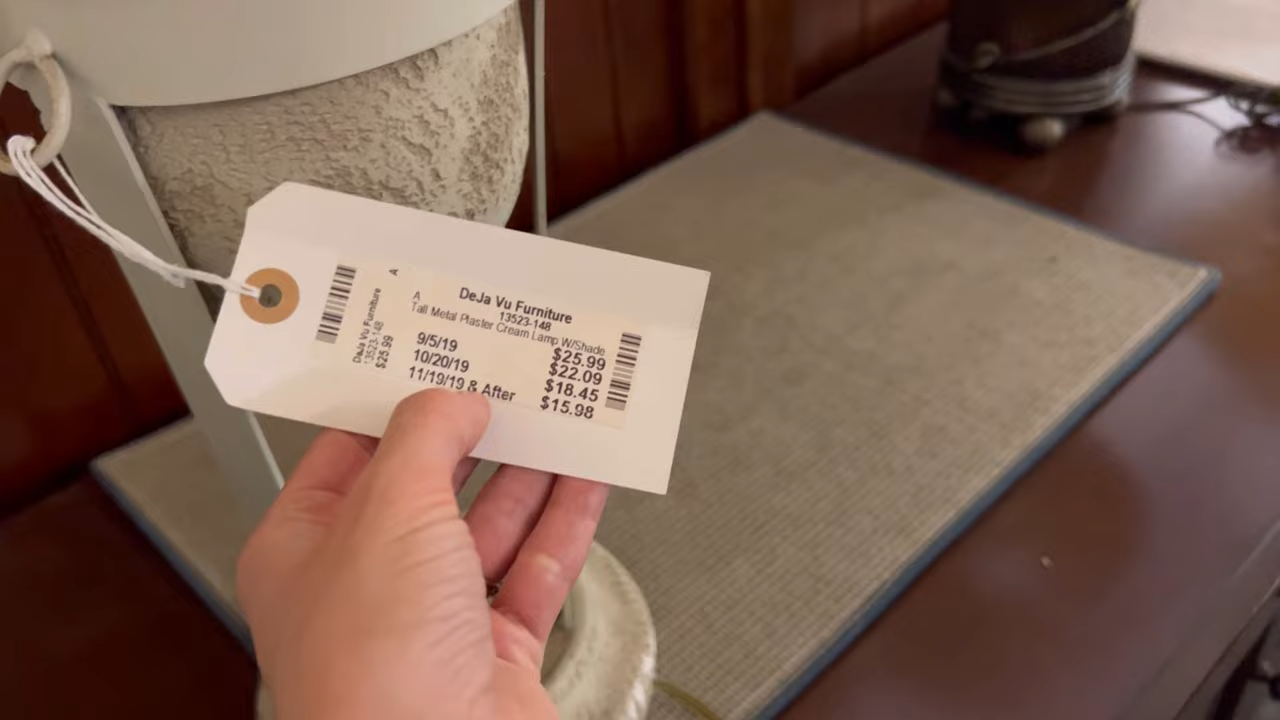 A
DeJa Vu Furniture
13523-148
Tall Metal Plaster Cream Lamp W/Shade
$25.99
9/5/19 $22.09
10/20/19 $18.45
11/19/19 & After $15.98
A
DeJa Vu Furniture
13523-148
$25.99